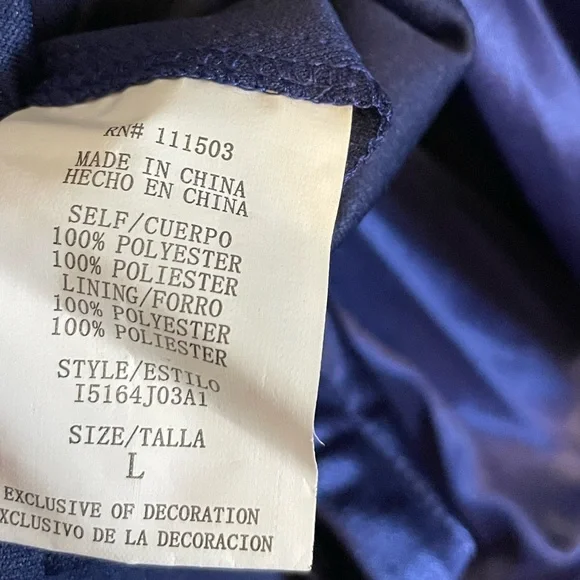 RN# 111503
MADE IN CHINA
HECHO EN CHINA
SELF/CUERPO
100% POLYESTER
100% POLIESTER
LINING/FORRO
100% POLYESTER
100% POLIESTER
STYLE/ESTILO
I5164J03A1
SIZE/TALLA
L
EXCLUSIVE OF DECORATION
XCLUSIVO DE LA DECORACION